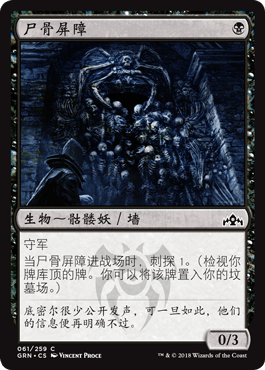 尸骨屏障
生物～骷髅妖／墙
守军
当尸骨屏障进战场时，刺探 1。（检视你
牌库顶的牌。你可以将该牌置入你的坟
墓场。）
底密尔很少公开发声，可一旦如此，他们
的信息便再明确不过。
0/3
061/259 C
GRN • CS VINCENT PROCE
™ & © 2018 Wizards of the Coast